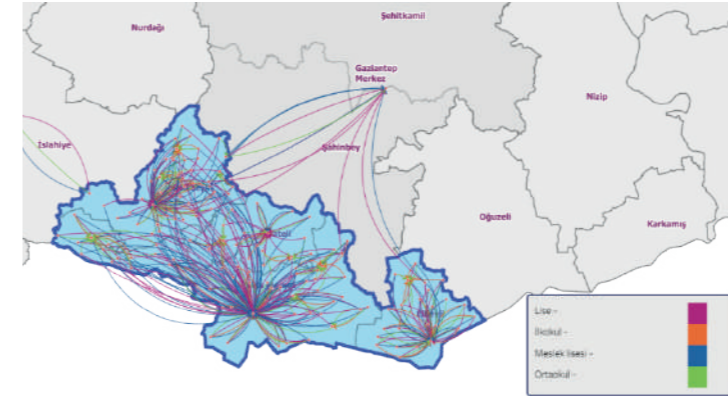 Şehitkamil
Nurdağı
Gaziantep
Merkez
Nizip
İslahiye
Şahinbey
Oğuzeli
Karkamış
Lise -
İlkokul -
Meslek lisesi -
Ortaokul -